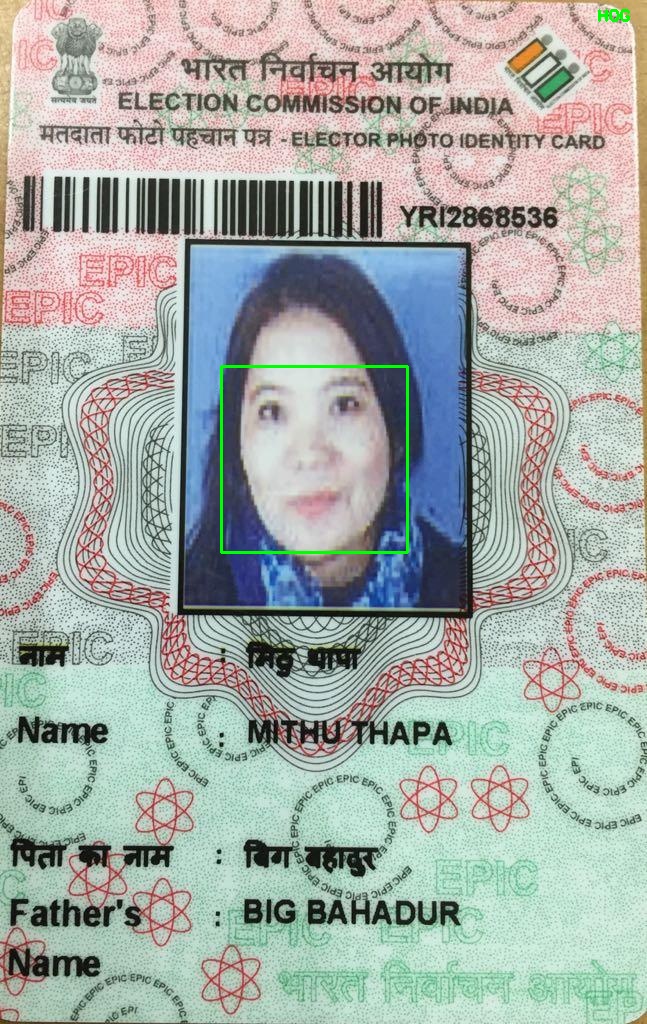 HQG
सत्यमेव जयते
भारत निर्वाचन आयोग
ELECTION COMMISSION OF INDIA
मतदाता फोटो पहचान पत्र - ELECTOR PHOTO IDENTITY CARD
YRI2868536
नाम : मिठु थापा
Name : MITHU THAPA
पिता का नाम : बिग बहादुर
Father's : BIG BAHADUR
Name
भारत निर्वाचन आयोग